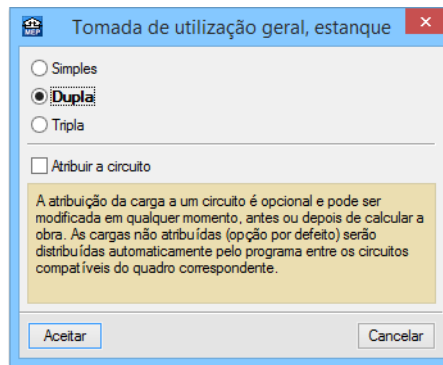 MEP
Tomada de utilização geral, estanque
Simples
Dupla
Tripla
Atribuir a circuito
A atribuição da carga a um circuito é opcional e pode ser
modificada em qualquer momento, antes ou depois de calcular a
obra. As cargas não atribuídas (opção por defeito) serão
distribuídas automaticamente pelo programa entre os circuitos
compatíveis do quadro correspondente.
Aceitar
Cancelar